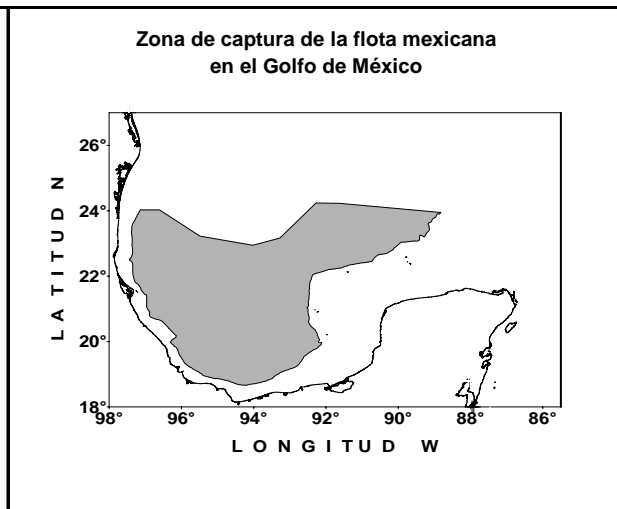 Zona de captura de la flota mexicana
en el Golfo de México
26°
24°
22°
20°
18°
LATITUD N
98° 96° 94° 92° 90° 88° 86°
LONGITUD W